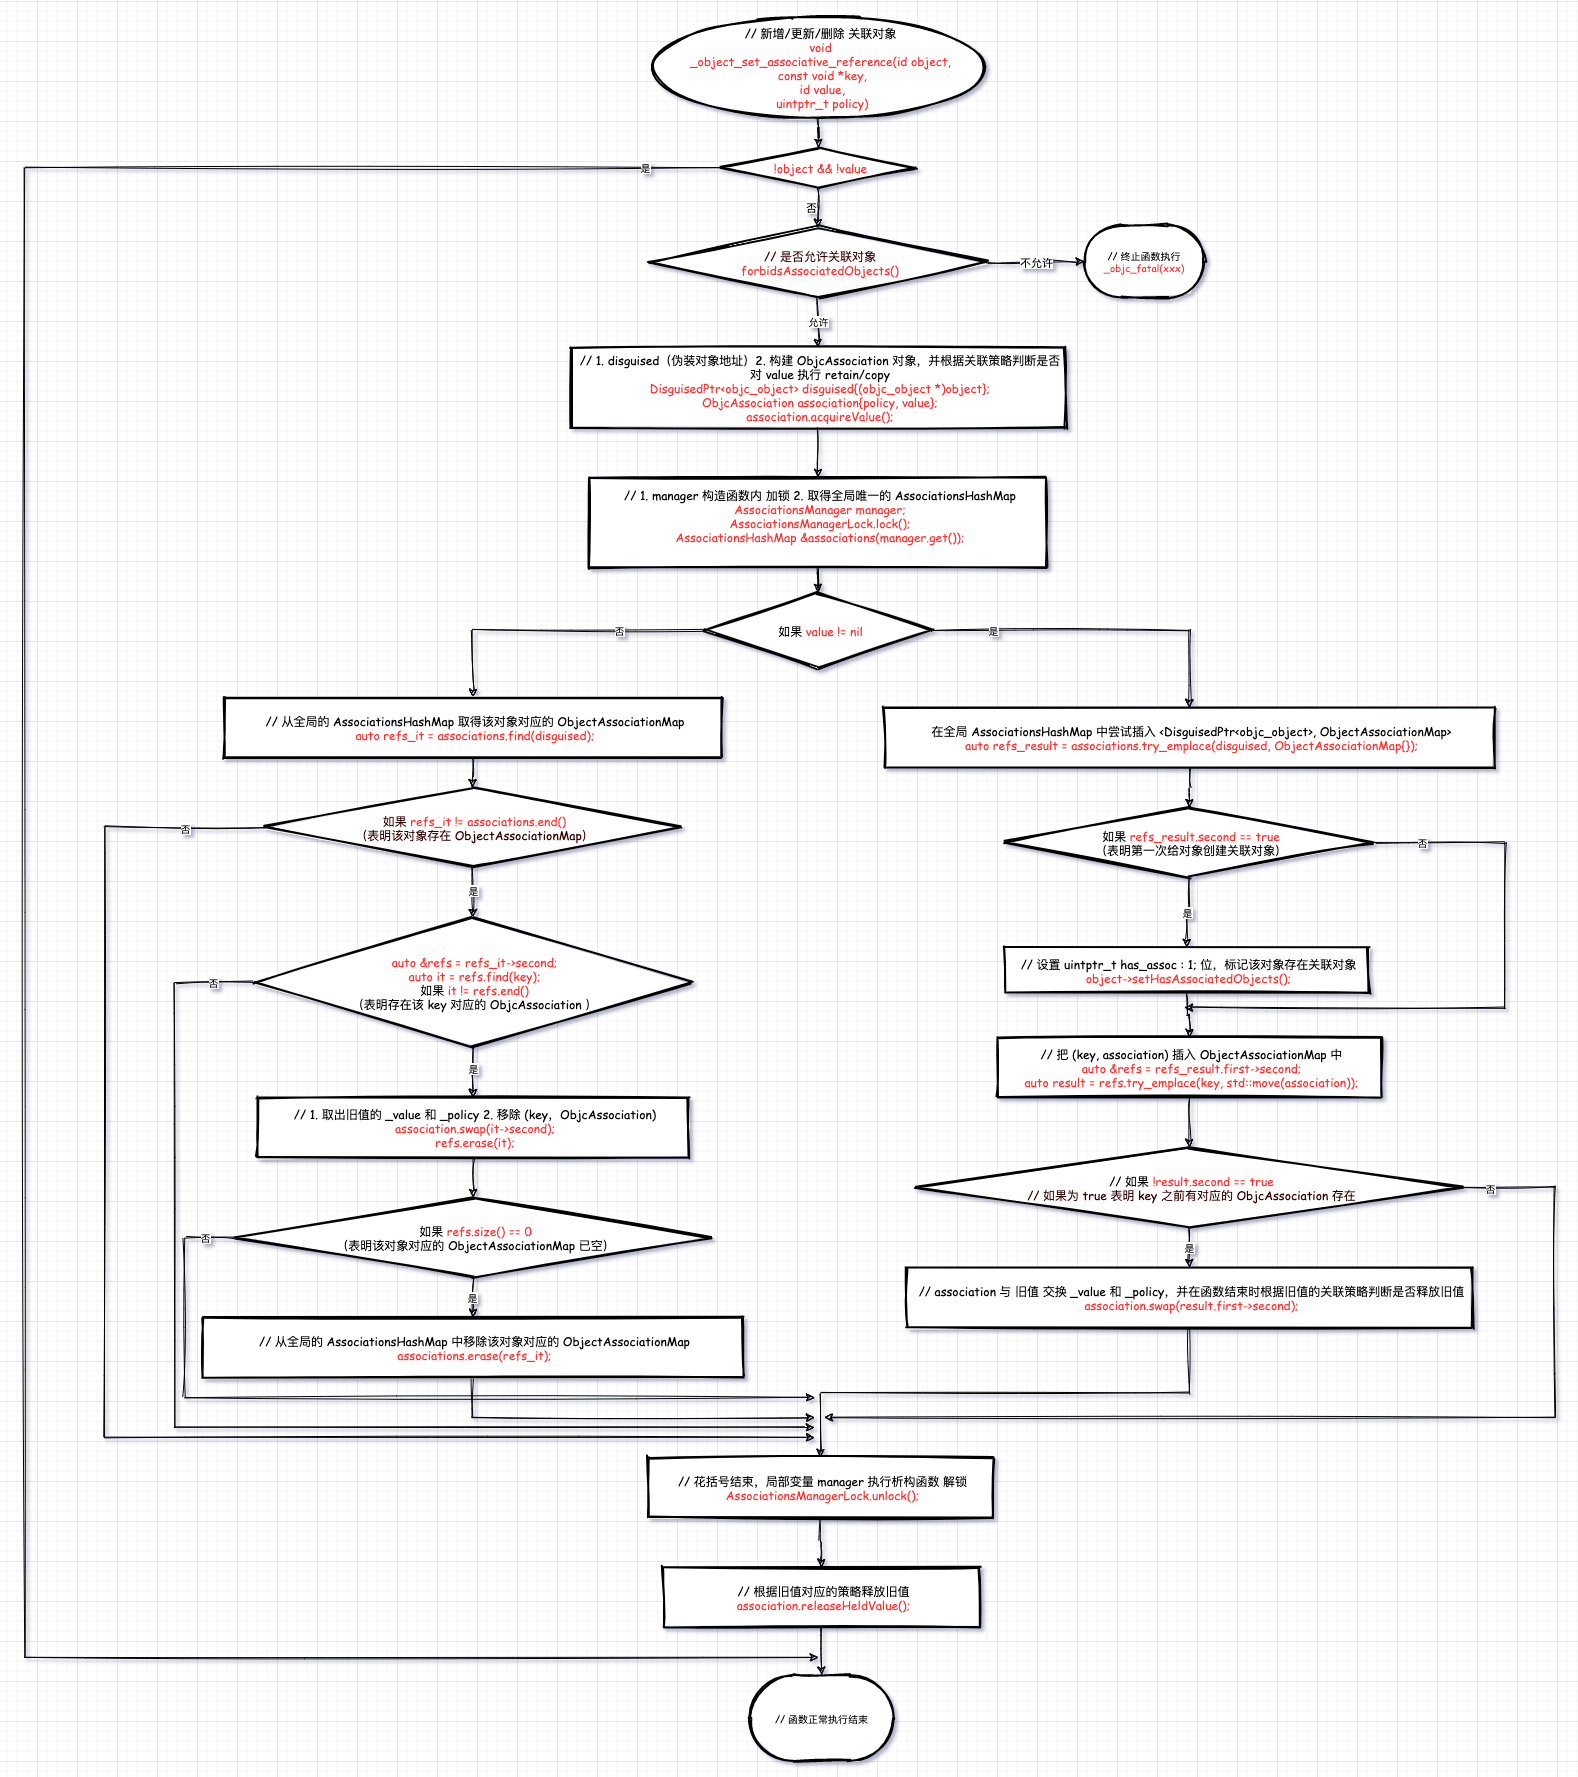 // 新增/更新/删除 关联对象
void
_object_set_associative_reference(id object,
const void *key,
id value,
uintptr_t policy)
!object && !value
是
否
// 是否允许关联对象
forbidsAssociatedObjects()
不允许
// 终止函数执行
_objc_fatal(xxx)
允许
// 1. disguised（伪装对象地址）2. 构建 ObjcAssociation 对象，并根据关联策略判断是否
对 value 执行 retain/copy
DisguisedPtr<objc_object> disguised{(objc_object *)object};
ObjcAssociation association{policy, value};
association.acquireValue();
// 1. manager 构造函数内 加锁 2. 取得全局唯一的 AssociationsHashMap
AssociationsManager manager;
AssociationsManagerLock.lock();
AssociationsHashMap &associations(manager.get());
如果 value != nil
否
是
// 从全局的 AssociationsHashMap 取得该对象对应的 ObjectAssociationMap
auto refs_it = associations.find(disguised);
在全局 AssociationsHashMap 中尝试插入 <DisguisedPtr<objc_object>, ObjectAssociationMap>
auto refs_result = associations.try_emplace(disguised, ObjectAssociationMap{});
如果 refs_it != associations.end()
(表明该对象存在 ObjectAssociationMap)
否
是
如果 refs_result.second == true
(表明第一次给对象创建关联对象)
否
是
auto &refs = refs_it->second;
auto it = refs.find(key);
如果 it != refs.end()
(表明存在该 key 对应的 ObjcAssociation )
否
是
// 设置 uintptr_t has_assoc : 1; 位，标记该对象存在关联对象
object->setHasAssociatedObjects();
// 把 (key, association) 插入 ObjectAssociationMap 中
auto &refs = refs_result.first->second;
auto result = refs.try_emplace(key, std::move(association));
// 1. 取出旧值的 _value 和 _policy 2. 移除 (key，ObjcAssociation)
association.swap(it->second);
refs.erase(it);
// 如果 !result.second == true
// 如果为 true 表明 key 之前有对应的 ObjcAssociation 存在
否
是
如果 refs.size() == 0
(表明该对象对应的 ObjectAssociationMap 已空)
否
是
// association 与 旧值 交换 _value 和 _policy，并在函数结束时根据旧值的关联策略判断是否释放旧值
association.swap(result.first->second);
// 从全局的 AssociationsHashMap 中移除该对象对应的 ObjectAssociationMap
associations.erase(refs_it);
// 花括号结束，局部变量 manager 执行析构函数 解锁
AssociationsManagerLock.unlock();
// 根据旧值对应的策略释放旧值
association.releaseHeldValue();
// 函数正常执行结束